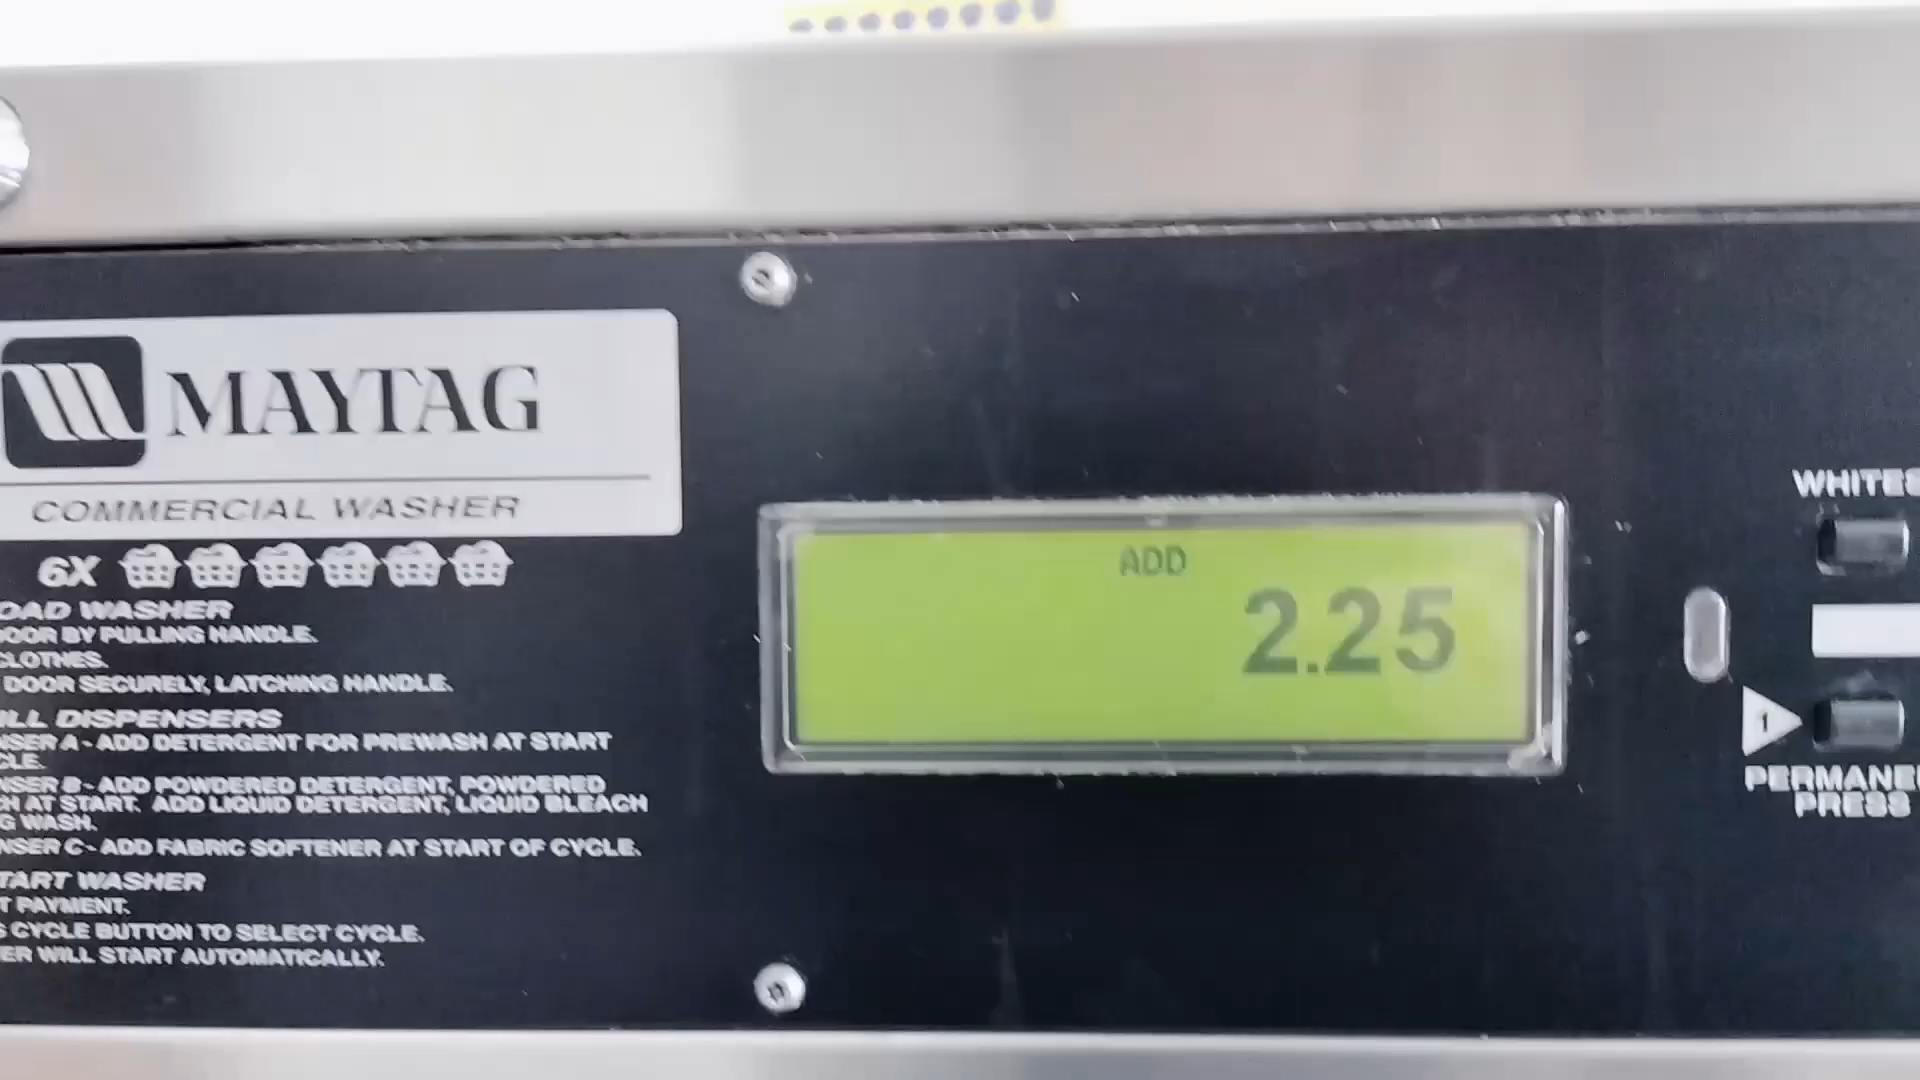 MAYTAG
COMMERCIAL WASHER
6X
OAD WASHER
DOOR BY PULLING HANDLE.
CLOTHES.
DOOR SECURELY, LATCHING HANDLE.
ILL DISPENSERS
NSER A - ADD DETERGENT FOR PREWASH AT START
CLE.
NSER B - ADD POWDERED DETERGENT, POWDERED
H AT START. ADD LIQUID DETERGENT, LIQUID BLEACH
G WASH.
NSER C - ADD FABRIC SOFTENER AT START OF CYCLE.
TART WASHER
T PAYMENT.
S CYCLE BUTTON TO SELECT CYCLE.
ER WILL START AUTOMATICALLY.
ADD
2.25
WHITES
1
PERMANE
PRESS